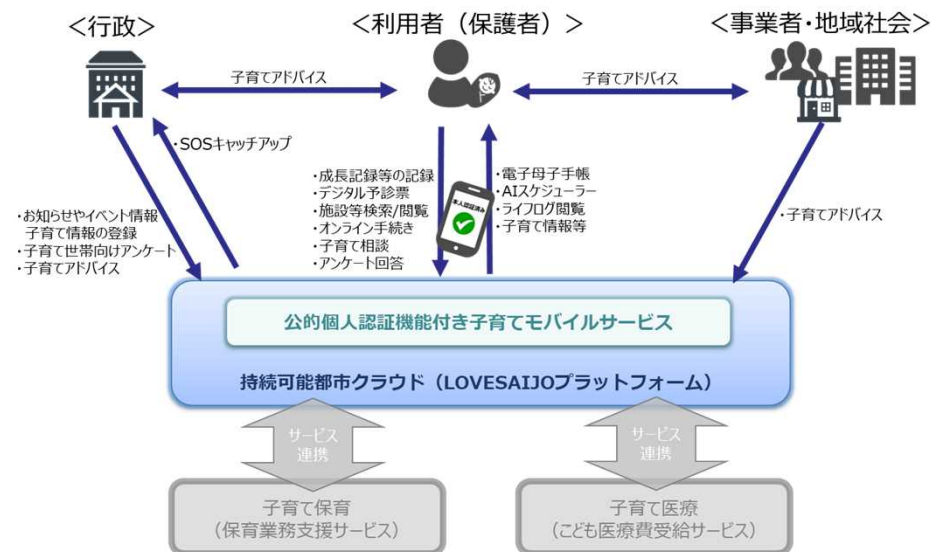 <行政>
<利用者（保護者）>
<事業者・地域社会>
子育てアドバイス
子育てアドバイス
・SOSキャッチアップ
・お知らせやイベント情報
子育て情報の登録
・子育て世帯向けアンケート
・子育てアドバイス
・成長記録等の記録
・デジタル予診票
・施設等検索/閲覧
・オンライン手続き
・子育て相談
・アンケート回答
本人認証済み
・電子母子手帳
・AIスケジューラー
・ライフログ閲覧
・子育て情報等
・子育てアドバイス
公的個人認証機能付き子育てモバイルサービス
持続可能都市クラウド（LOVESAIJOプラットフォーム）
サービス
連携
サービス
連携
子育て保育
（保育業務支援サービス）
子育て医療
（こども医療費受給サービス）